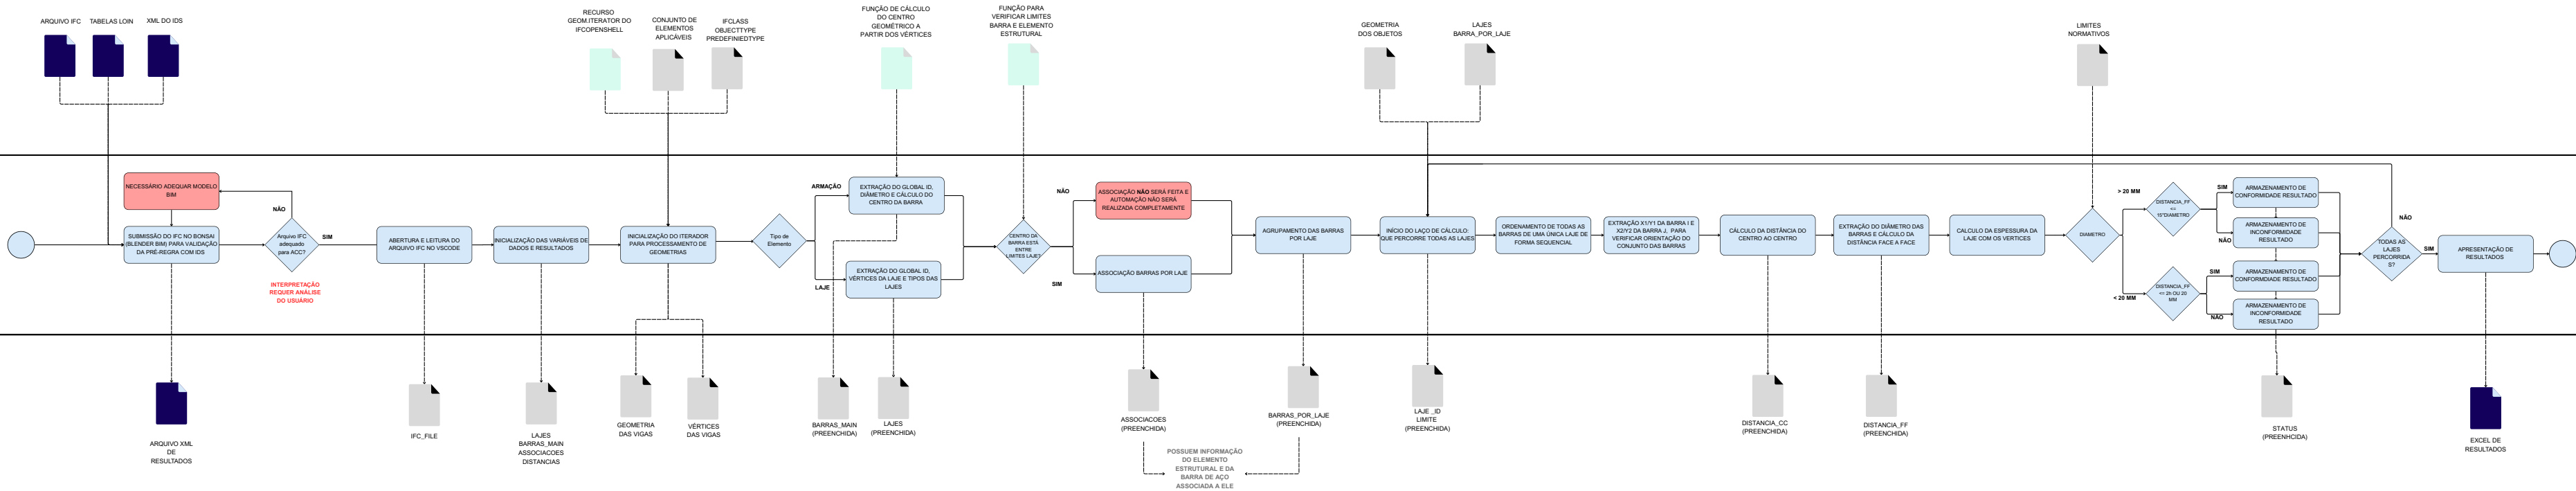 ARQUIVO IFC
TABELAS LOIN
XML DO IDS
RECURSO
GEOM.ITERATOR DO
IFCOPENSHELL
CONJUNTO DE
ELEMENTOS
APLICÁVEIS
IFCLASS
OBJECTTYPE
PREDEFINIEDTYPE
FUNÇÃO DE CÁLCULO
DO CENTRO
GEOMÉTRICO A
PARTIR DOS VÉRTICES
FUNÇÃO PARA
VERIFICAR LIMITES
BARRA E ELEMENTO
ESTRUTURAL
GEOMETRIA
DOS OBJETOS
LAJES
BARRA_POR_LAJE
LIMITES
NORMATIVOS
NECESSÁRIO ADEQUAR MODELO
BIM
SUBMISSÃO DO IFC NO BONSAI
(BLENDER BIM) PARA VALIDAÇÃO
DA PRÉ-REGRA COM IDS
NÃO
Arquivo IFC
adequado
para ACC?
SIM
INTERPRETAÇÃO
REQUER ANÁLISE
DO USUÁRIO
ABERTURA E LEITURA DO
ARQUIVO IFC NO VSCODE
INICIALIZAÇÃO DAS VARIÁVEIS DE
DADOS E RESULTADOS
INICIALIZAÇÃO DO ITERADOR
PARA PROCESSAMENTO DE
GEOMETRIAS
Tipo de
Elemento
ARMAÇÃO
LAJE
EXTRAÇÃO DO GLOBAL ID,
DIÂMETRO E CÁLCULO DO
CENTRO DA BARRA
EXTRAÇÃO DO GLOBAL ID,
VÉRTICES DA LAJE E TIPOS DAS
LAJES
CENTRO DA
BARRA ESTÁ
ENTRE
LIMITES LAJE?
NÃO
SIM
ASSOCIAÇÃO NÃO SERÁ FEITA E
AUTOMAÇÃO NÃO SERÁ
REALIZADA COMPLETAMENTE
ASSOCIAÇÃO BARRAS POR LAJE
AGRUPAMENTO DAS BARRAS
POR LAJE
INÍCIO DO LAÇO DE CÁLCULO:
QUE PERCORRE TODAS AS LAJES
ORDENAMENTO DE TODAS AS
BARRAS DE UMA ÚNICA LAJE DE
FORMA SEQUENCIAL
EXTRAÇÃO X1/Y1 DA BARRA I E
X2/Y2 DA BARRA J, PARA
VERIFICAR ORIENTAÇÃO DO
CONJUNTO DAS BARRAS
CÁLCULO DA DISTÂNCIA DO
CENTRO AO CENTRO
EXTRAÇÃO DO DIÂMETRO DAS
BARRAS E CÁLCULO DA
DISTÂNCIA FACE A FACE
CALCULO DA ESPESSURA DA
LAJE COM OS VERTICES
DIAMETRO
> 20 MM
< 20 MM
DISTANCIA_FF
<=
15*DIAMETRO
DISTANCIA_FF
<= 2h OU 20
MM
SIM
NÃO
SIM
NÃO
ARMAZENAMENTO DE
CONFORMIDADE RESULTADO
ARMAZENAMENTO DE
INCONFORMIDADE
RESULTADO
ARMAZENAMENTO DE
CONFORMDIADE RESULTADO
ARMAZENAMENTO DE
INCONFORMIDADE
RESULTADO
TODAS AS
LAJES
PERCORRIDA
S?
NÃO
SIM
APRESENTAÇÃO DE
RESULTADOS
ARQUIVO XML
DE
RESULTADOS
IFC_FILE
LAJES
BARRAS_MAIN
ASSOCIACOES
DISTANCIAS
GEOMETRIA
DAS VIGAS
VÉRTICES
DAS VIGAS
BARRAS_MAIN
(PREENCHIDA)
LAJES
(PREENCHIDA)
ASSOCIACOES
(PREENCHIDA)
BARRAS_POR_LAJE
(PREENCHIDA)
POSSUEM INFORMAÇÃO
DO ELEMENTO
ESTRUTURAL E DA
BARRA DE AÇO
ASSOCIADA A ELE
LAJE _ID
LIMITE
(PREENCHIDA)
DISTANCIA_CC
(PREENCHIDA)
DISTANCIA_FF
(PREENCHIDA)
STATUS
(PREENHCIDA)
EXCEL DE
RESULTADOS